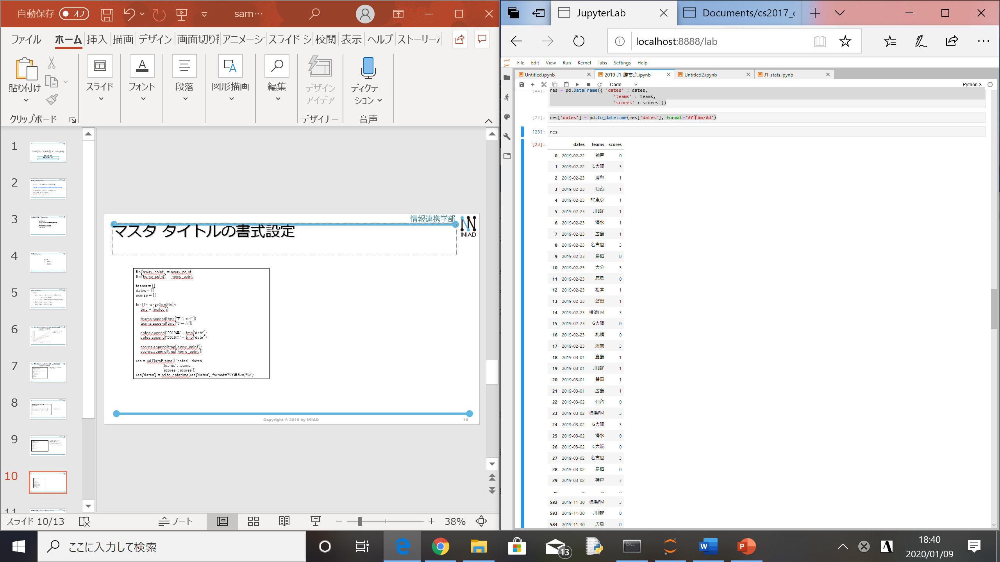 自動保存 オフ sam…
ファイル ホーム 挿入 描画 デザイン 画面切り替 アニメーショ スライド シ 校閲 表示 ヘルプ ストーリーボ
貼り付け スライド フォント 段落 図形描画 編集 デザイン アイデア ディクテーション
クリップボード デザイナー 音声
1
2
3
4
5
6
7
8
9
10
11
情報連携学部
INIAD
マスタ タイトルの書式設定
fin['away_point'] = away_point
fin['home_point'] = home_point
teams = []
dates = []
scores = []
for i in range(len(fin)):
tmp = fin.iloc[i]
teams.append(tmp['アウェイ'])
teams.append(tmp['ホーム'])
dates.append('2019年' + tmp['date'])
dates.append('2019年' + tmp['date'])
scores.append(tmp['away_point'])
scores.append(tmp['home_point'])
res = pd.DataFrame({ 'dates' : dates,
'teams' : teams,
'scores' : scores })
res['dates'] = pd.to_datetime(res['dates'], format='%Y年%m/%d')
Copyright © 2019 by INIAD 10
スライド 10/13 ノート 38%
JupyterLab Documents/cs2017_
localhost:8888/lab
File Edit View Run Kernel Tabs Settings Help
Untitled.ipynb 2019-J1-勝ち点.ipynb Untitled2.ipynb J1-stats.ipynb
Code Python 3
[21]: res = pd.DataFrame({ 'dates' : dates,
'teams' : teams,
'scores' : scores })
[22]: res['dates'] = pd.to_datetime(res['dates'], format='%Y年%m/%d')
[23]: res
[23]: dates teams scores
0 2019-02-22 神戸 0
1 2019-02-22 C大阪 3
2 2019-02-23 浦和 1
3 2019-02-23 仙台 1
4 2019-02-23 FC東京 1
5 2019-02-23 川崎F 1
6 2019-02-23 清水 1
7 2019-02-23 広島 1
8 2019-02-23 名古屋 3
9 2019-02-23 鳥栖 0
10 2019-02-23 大分 3
11 2019-02-23 鹿島 0
12 2019-02-23 松本 1
13 2019-02-23 磐田 1
14 2019-02-23 横浜FM 3
15 2019-02-23 G大阪 0
16 2019-02-23 札幌 0
17 2019-02-23 湘南 3
18 2019-03-01 鹿島 1
19 2019-03-01 川崎F 1
20 2019-03-01 磐田 1
21 2019-03-01 広島 1
22 2019-03-02 仙台 0
23 2019-03-02 横浜FM 3
24 2019-03-02 G大阪 3
25 2019-03-02 清水 0
26 2019-03-02 C大阪 0
27 2019-03-02 名古屋 3
28 2019-03-02 鳥栖 0
29 2019-03-02 神戸 3
... ... ... ...
582 2019-11-30 横浜FM 3
583 2019-11-30 川崎F 0
584 2019-11-30 広島 0
ここに入力して検索
13
18:40
2020/01/09